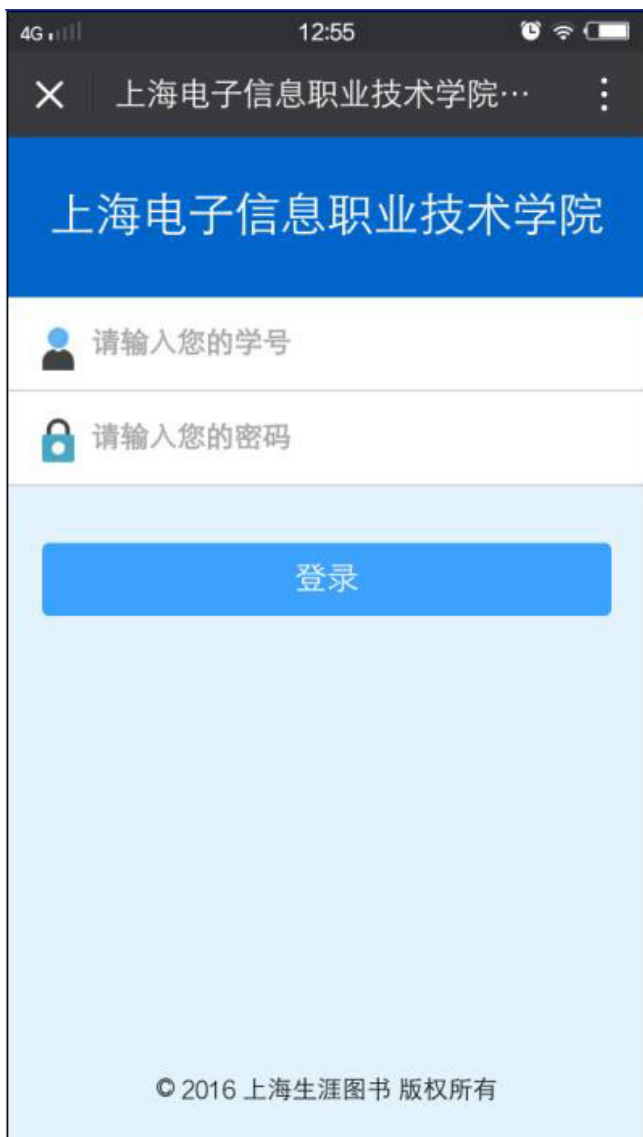 4G 12:55
上海电子信息职业技术学院…
上海电子信息职业技术学院
请输入您的学号
请输入您的密码
登录
© 2016 上海生涯图书 版权所有